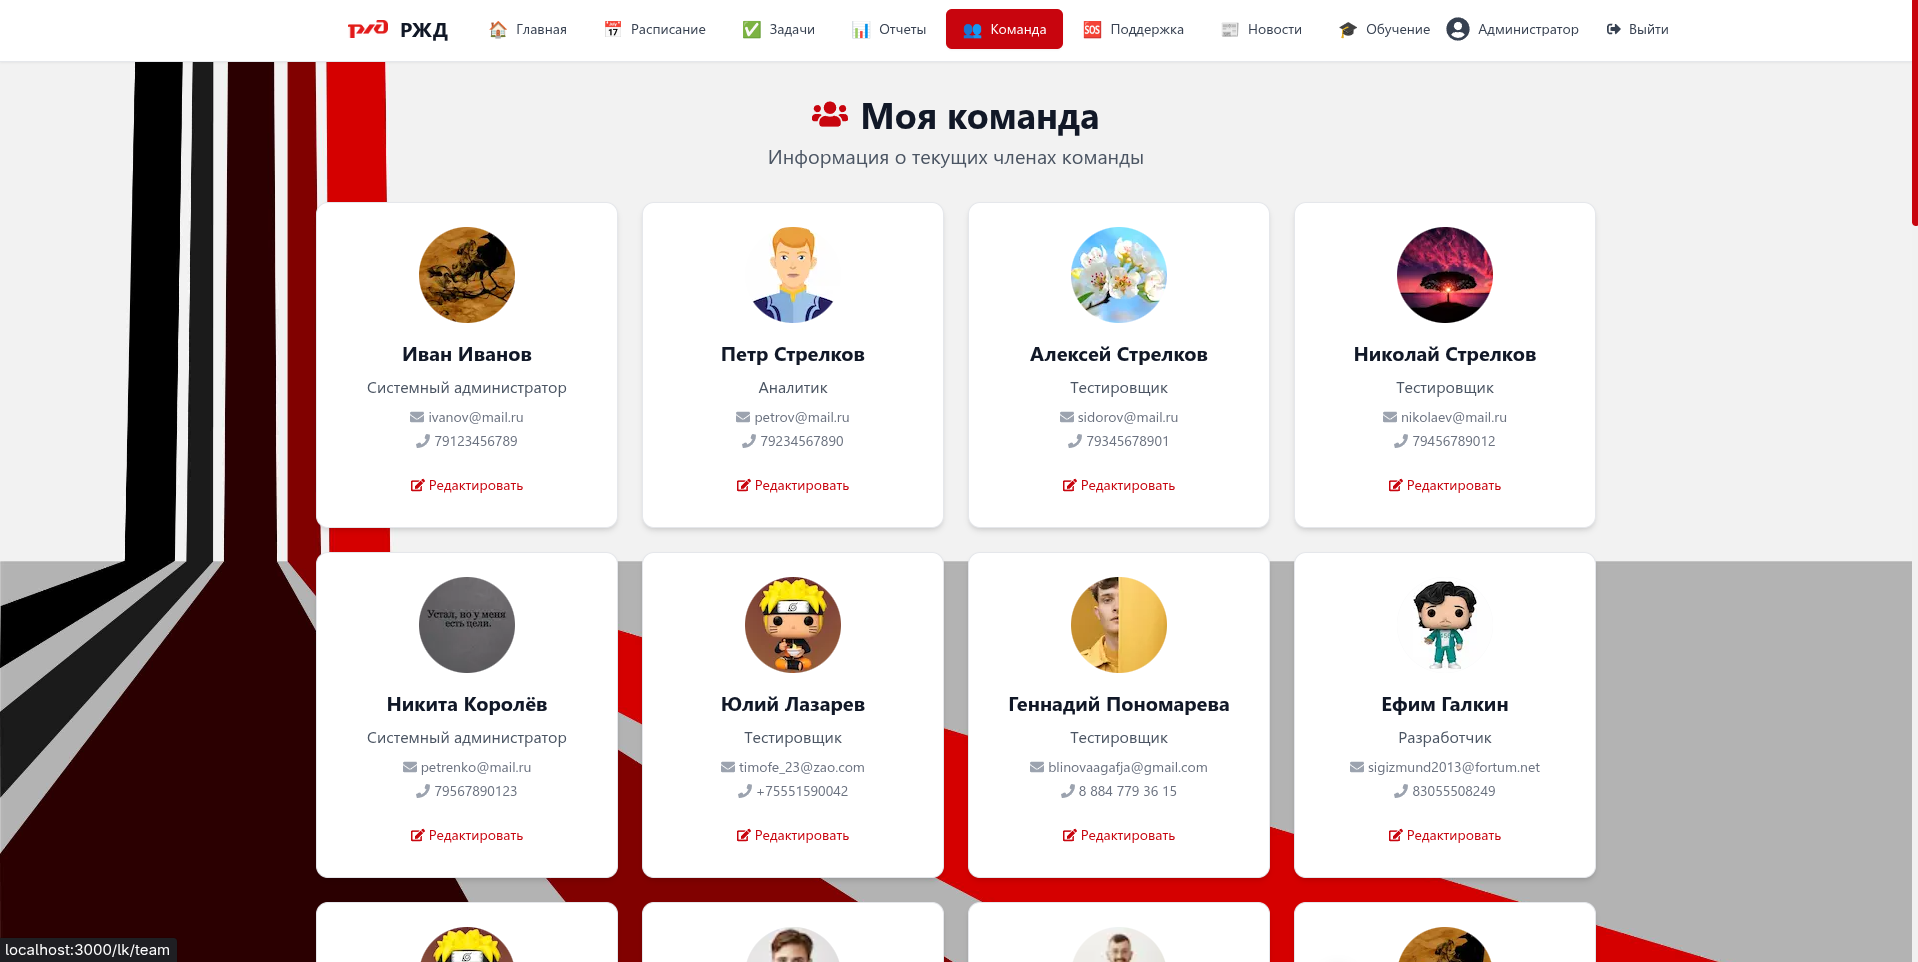 РЖД
Главная
Расписание
Задачи
Отчеты
Команда
SOS
Поддержка
Новости
Обучение
Администратор
Выйти
Моя команда
Информация о текущих членах команды
Иван Иванов
Системный администратор
ivanov@mail.ru
79123456789
Редактировать
Петр Стрелков
Аналитик
petrov@mail.ru
79234567890
Редактировать
Алексей Стрелков
Тестировщик
sidorov@mail.ru
79345678901
Редактировать
Николай Стрелков
Тестировщик
nikolaev@mail.ru
79456789012
Редактировать
Устал, но у меня
есть цели.
Никита Королёв
Системный администратор
petrenko@mail.ru
79567890123
Редактировать
Юлий Лазарев
Тестировщик
timofe_23@zao.com
+75551590042
Редактировать
Геннадий Пономарева
Тестировщик
blinovaagafja@gmail.com
8 884 779 36 15
Редактировать
Ефим Галкин
Разработчик
sigizmund2013@fortum.net
83055508249
Редактировать
localhost:3000/lk/team